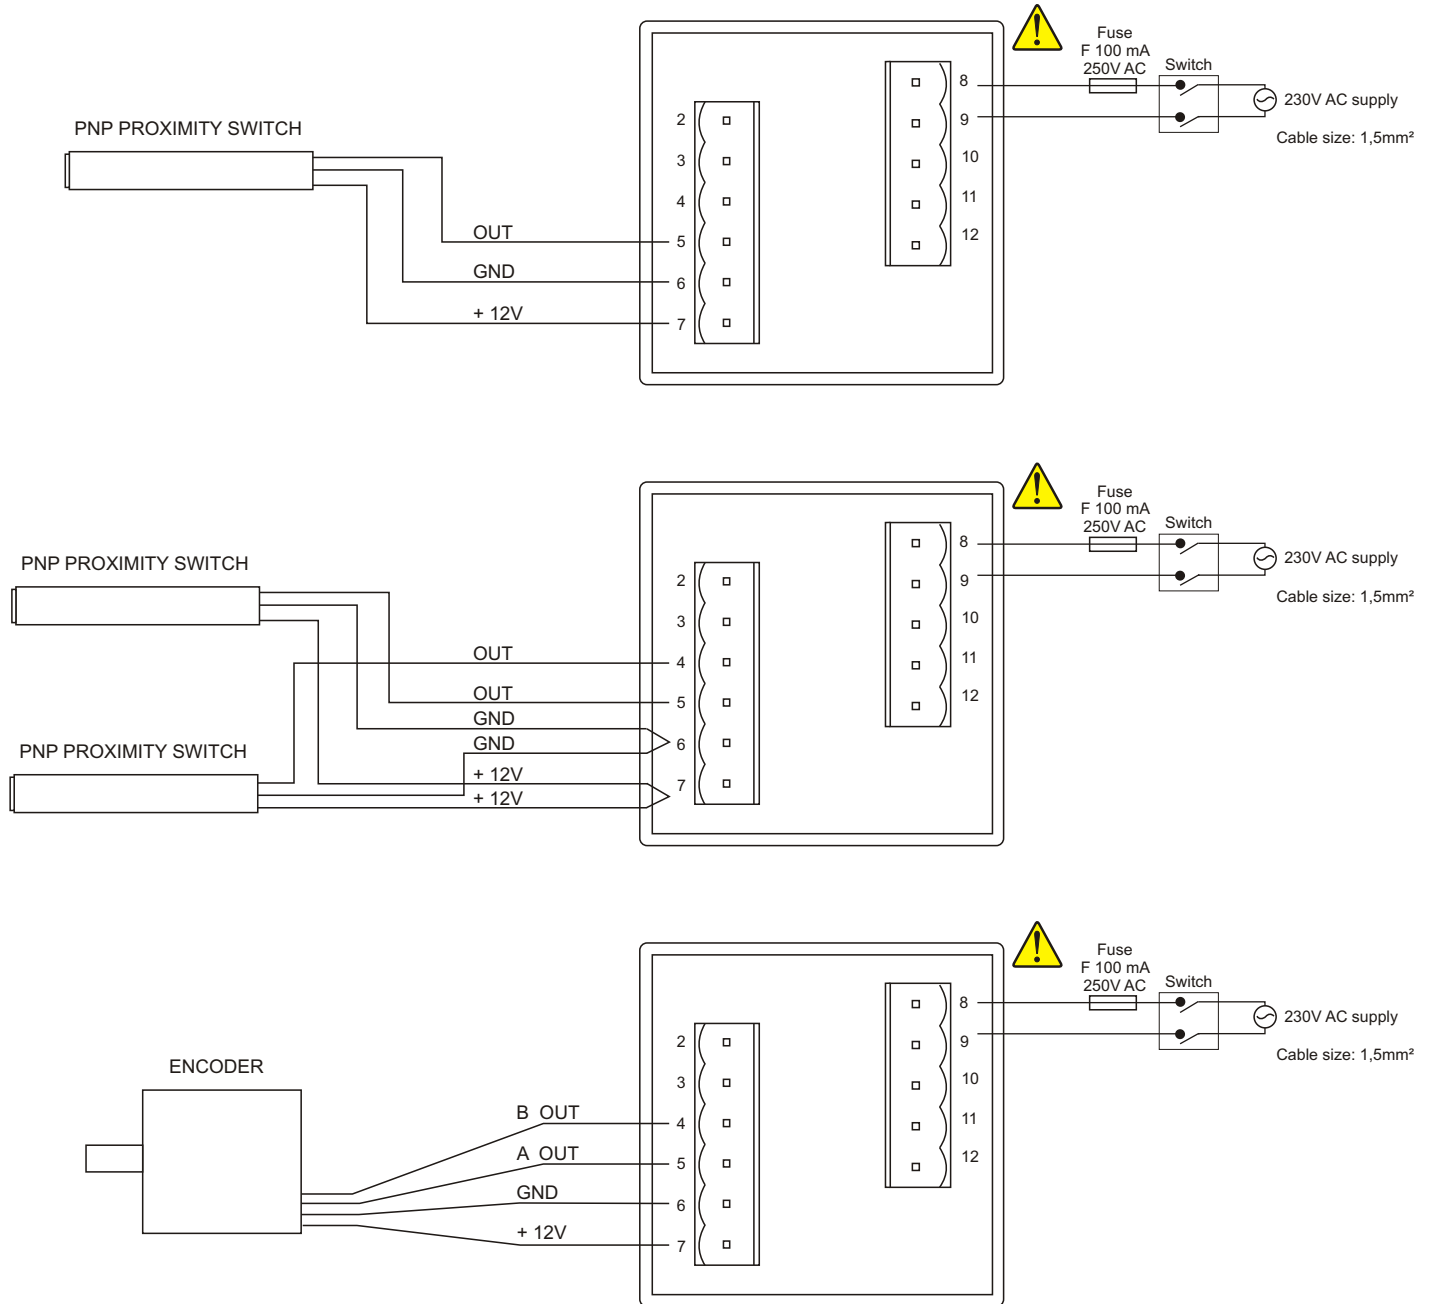 Fuse
F 100 mA
250V AC
Switch
8
230V AC supply
PNP PROXIMITY SWITCH
2
9
Cable size: 1,5mm²
3
10
4
11
OUT
5
12
GND
6
+ 12V
7
Fuse
F 100 mA
250V AC
Switch
8
230V AC supply
PNP PROXIMITY SWITCH
2
9
Cable size: 1,5mm²
3
10
OUT
4
11
OUT
5
12
GND
PNP PROXIMITY SWITCH
GND
6
+ 12V
7
+ 12V
Fuse
F 100 mA
250V AC
Switch
8
230V AC supply
2
9
Cable size: 1,5mm²
ENCODER
3
10
B OUT
4
11
A OUT
5
12
GND
6
+ 12V
7